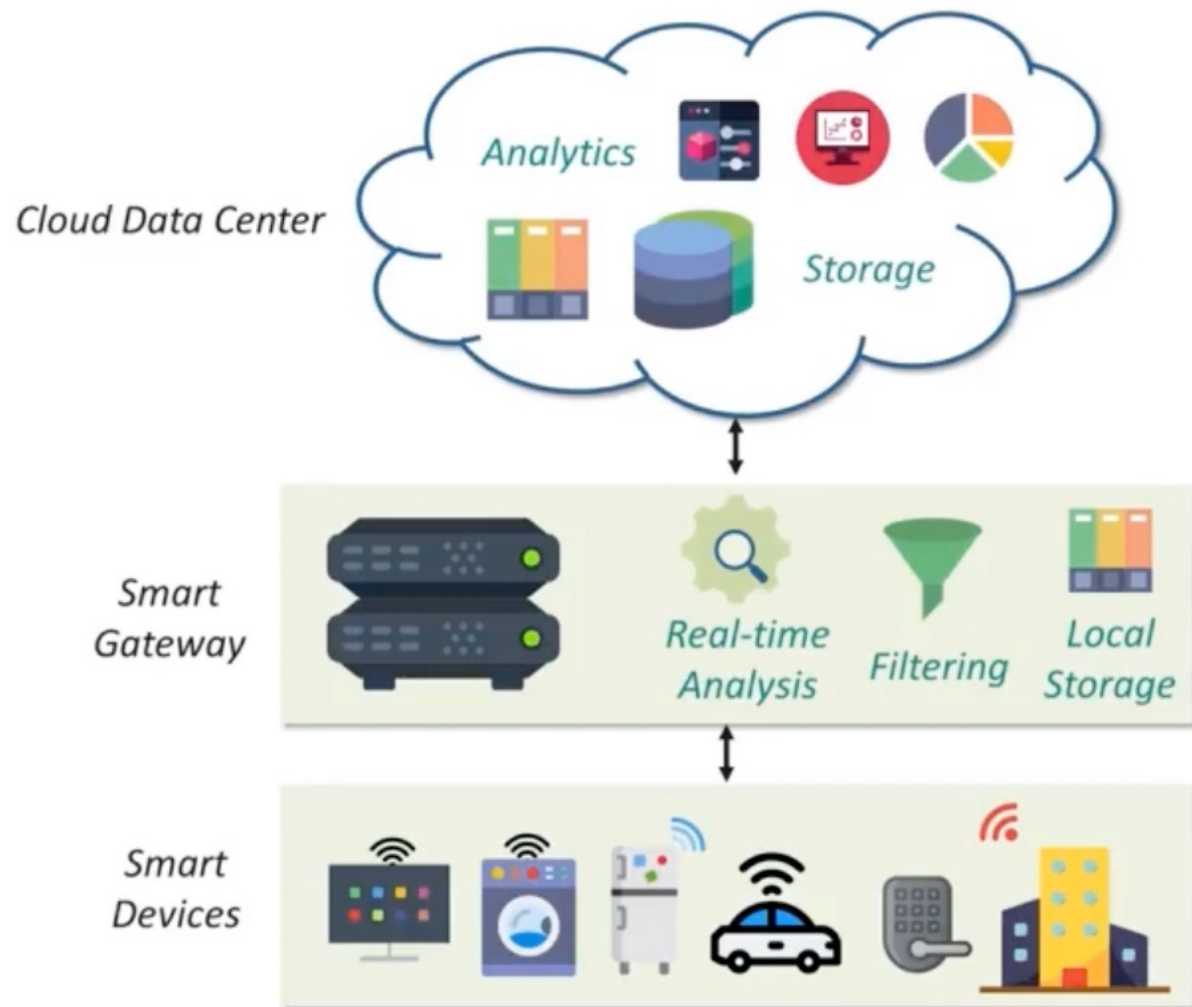 Analytics
Cloud Data Center
Storage
Smart
Gateway
Real-time
Analysis
Filtering
Local
Storage
Smart
Devices